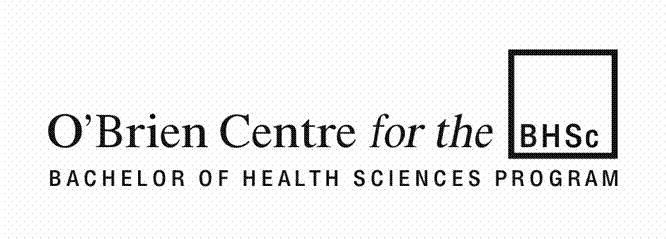 O’Brien Centre for the BHSc
BACHELOR OF HEALTH SCIENCES PROGRAM